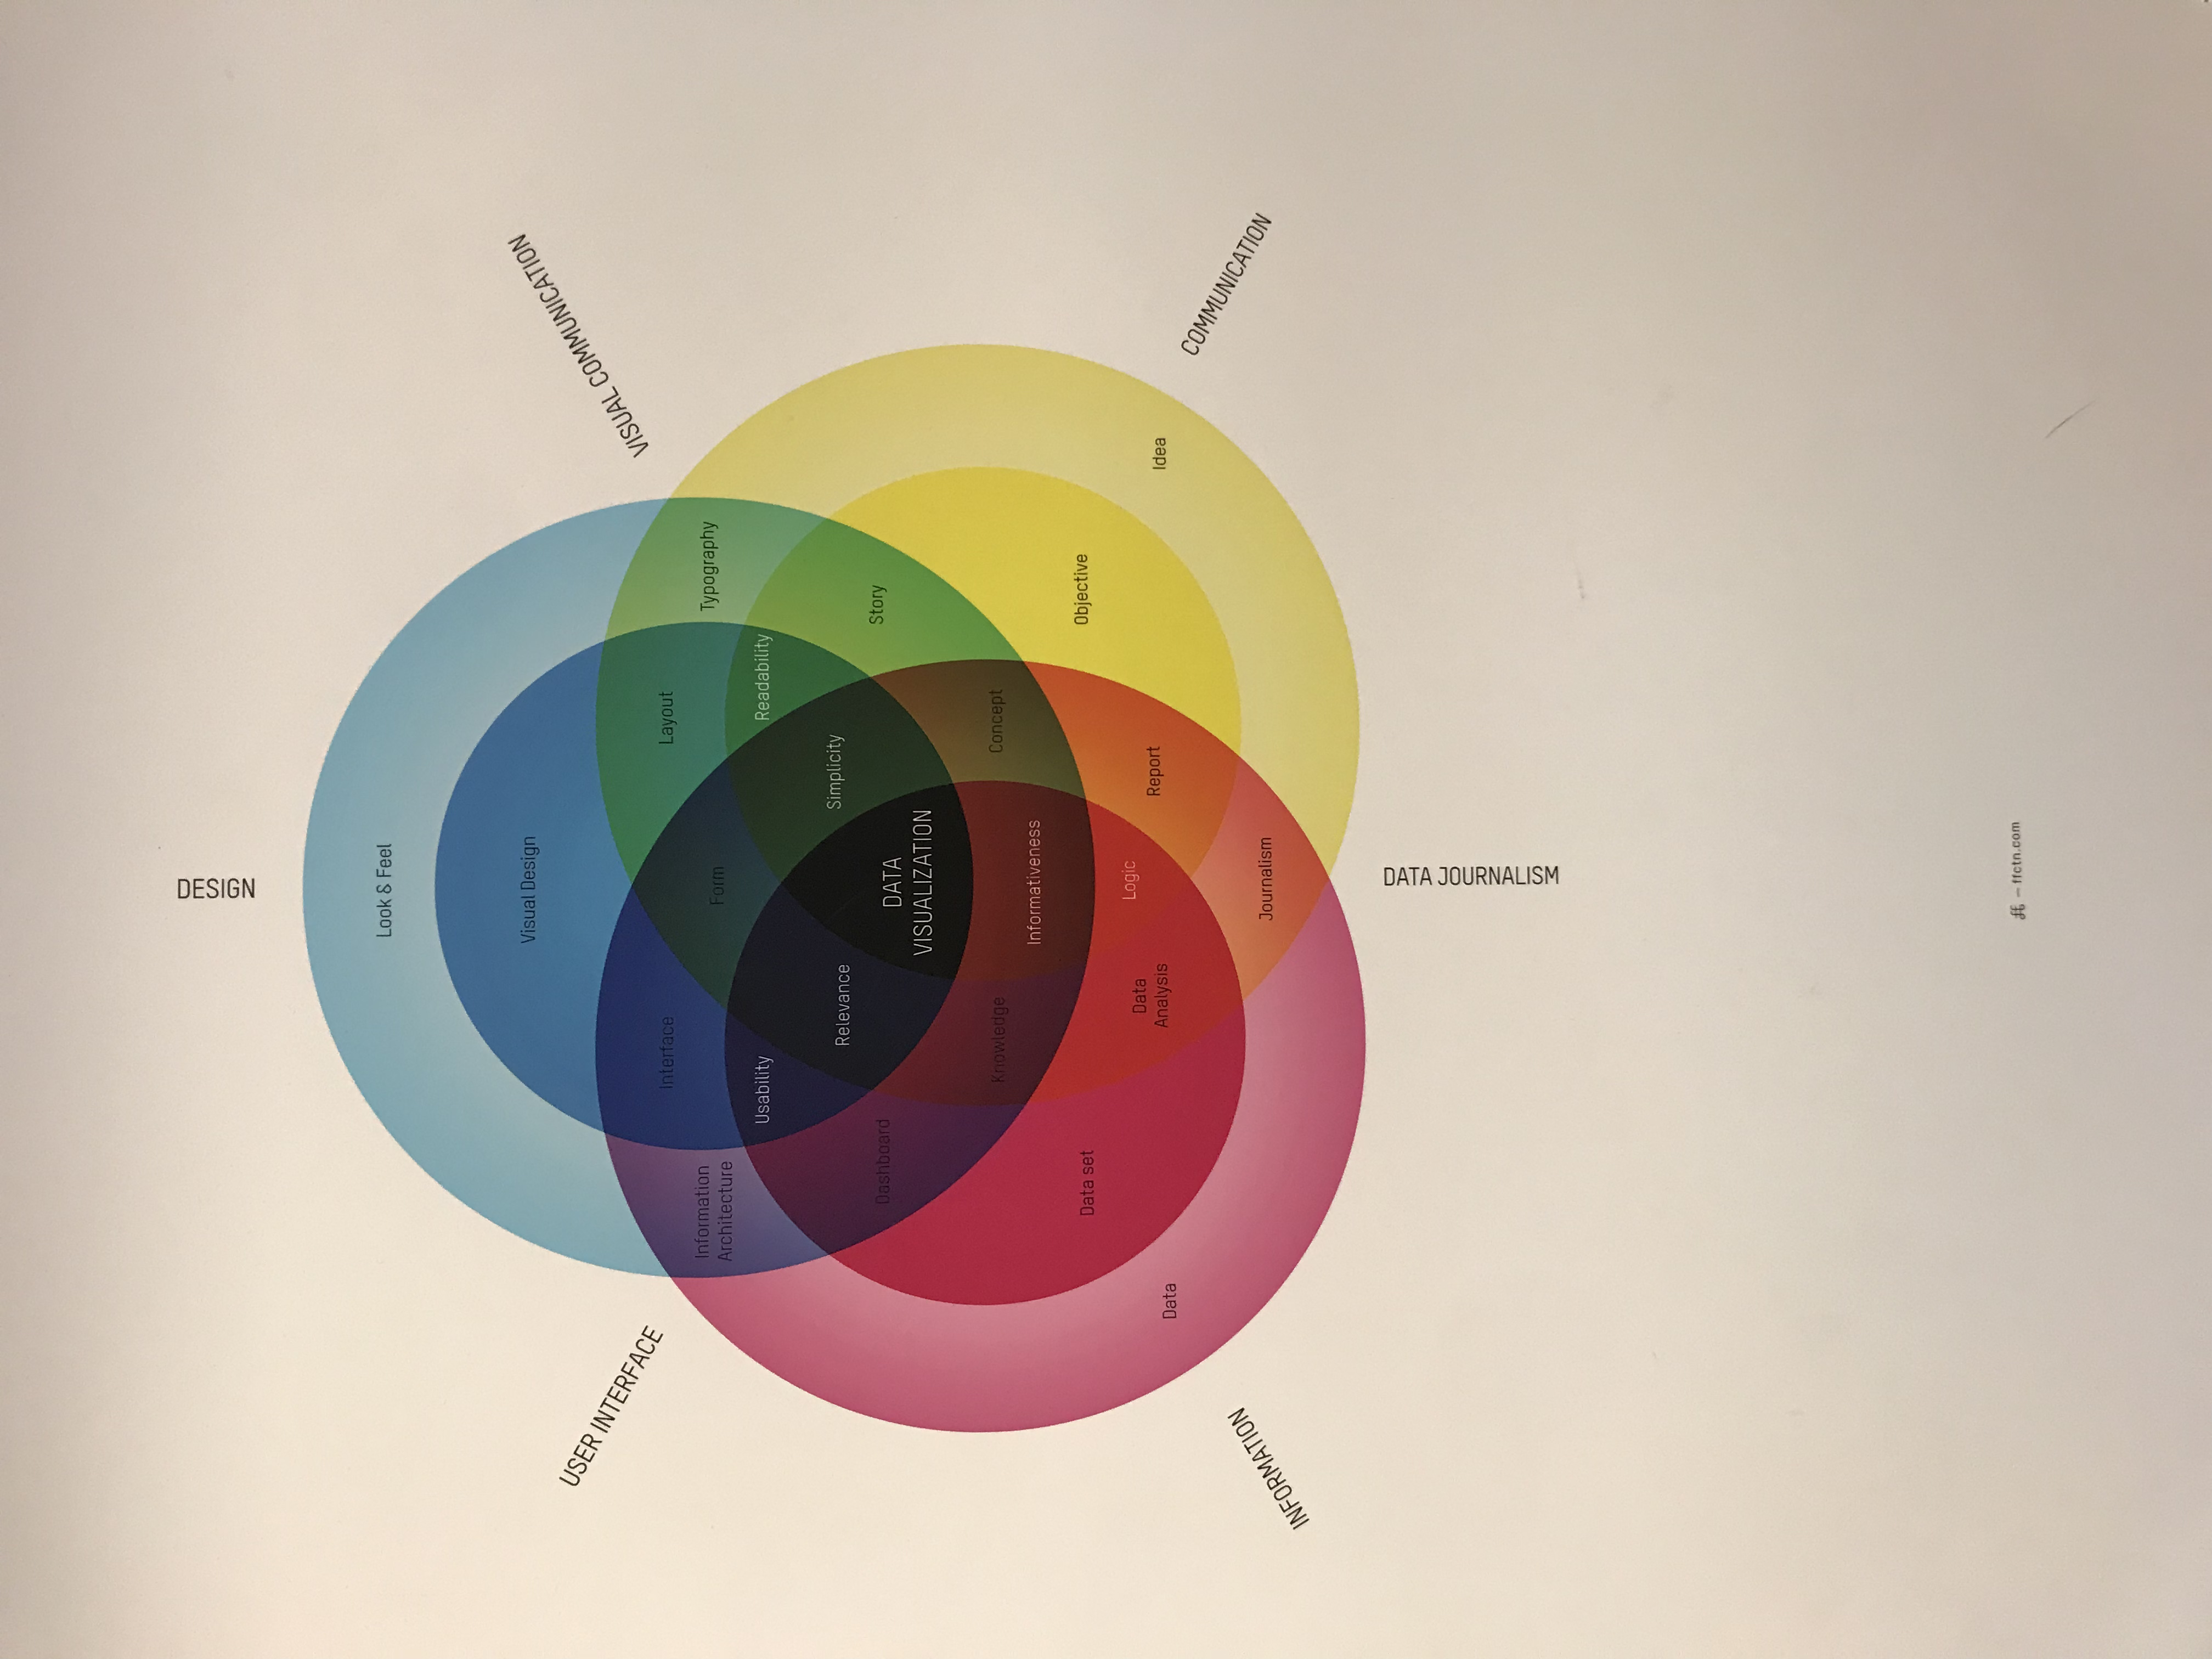 DESIGN
Look & Feel
VISUAL COMMUNICATION
Visual Design
USER INTERFACE
Interface
Layout
Information
Architecture
Typography
Form
Usability
Readability
Relevance
Simplicity
Dashboard
Story
DATA
VISUALIZATION
Knowledge
Concept
Informativeness
Data set
Objective
Logic
Data
Analysis
Report
Data
Idea
COMMUNICATION
INFORMATION
Journalism
DATA JOURNALISM
– ffctn.com